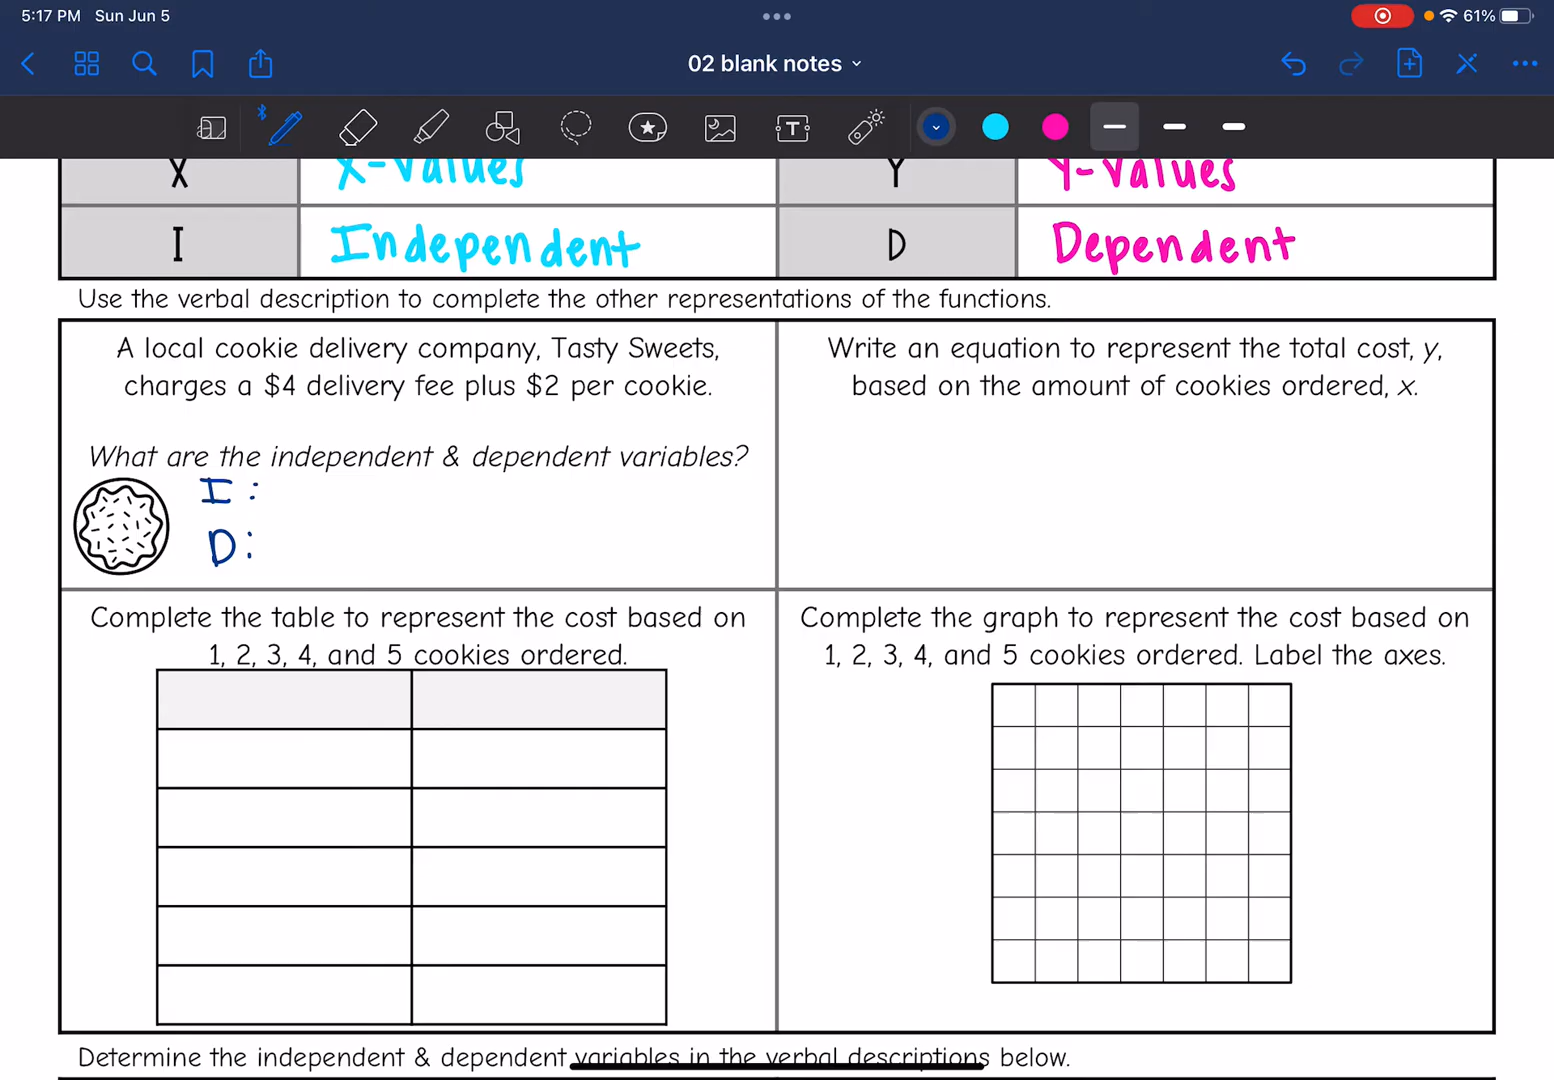 5:17 PM Sun Jun 5
61%
02 blank notes
T
X X-Values Y Y-Values
I Independent D Dependent
Use the verbal description to complete the other representations of the functions.
A local cookie delivery company, Tasty Sweets,
charges a $4 delivery fee plus $2 per cookie.
What are the independent & dependent variables?
I:
D:
Write an equation to represent the total cost, y,
based on the amount of cookies ordered, x.
Complete the table to represent the cost based on
1, 2, 3, 4, and 5 cookies ordered.
Complete the graph to represent the cost based on
1, 2, 3, 4, and 5 cookies ordered. Label the axes.
Determine the independent & dependent variables in the verbal descriptions below.